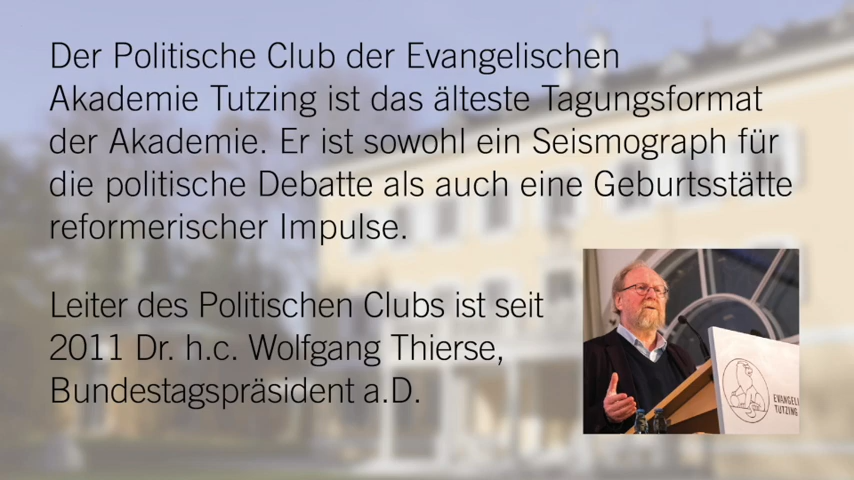 Der Politische Club der Evangelischen
Akademie Tutzing ist das älteste Tagungsformat
der Akademie. Er ist sowohl ein Seismograph für
die politische Debatte als auch eine Geburtsstätte
reformerischer Impulse.
Leiter des Politischen Clubs ist seit
2011 Dr. h.c. Wolfgang Thierse,
Bundestagspräsident a.D.
EVANGELI
TUTZING